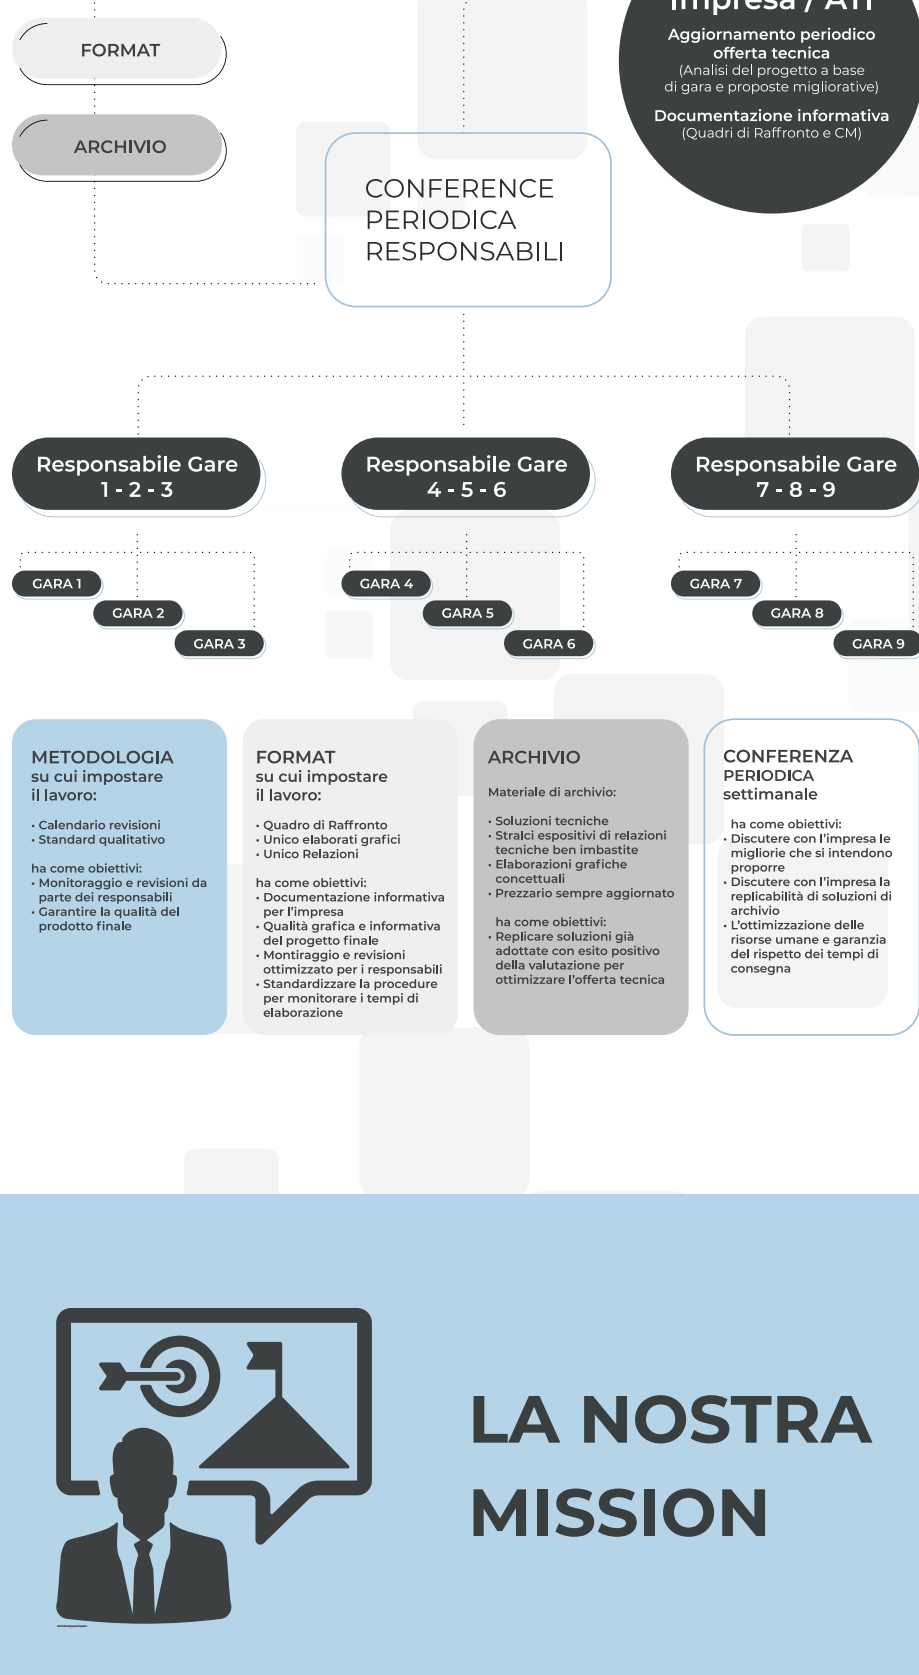 Impresa / ATI
Aggiornamento periodico
offerta tecnica
(Analisi del progetto a base
di gara e proposte migliorative)
Documentazione informativa
(Quadri di Raffronto e CM)
FORMAT
ARCHIVIO
CONFERENCE
PERIODICA
RESPONSABILI
Responsabile Gare
1 - 2 - 3
Responsabile Gare
4 - 5 - 6
Responsabile Gare
7 - 8 - 9
GARA 1
GARA 2
GARA 3
GARA 4
GARA 5
GARA 6
GARA 7
GARA 8
GARA 9
METODOLOGIA
su cui impostare
il lavoro:
• Calendario revisioni
• Standard qualitativo
ha come obiettivi:
• Monitoraggio e revisioni da
parte dei responsabili
• Garantire la qualità del
prodotto finale
FORMAT
su cui impostare
il lavoro:
• Quadro di Raffronto
• Unico elaborati grafici
• Unico Relazioni
ha come obiettivi:
• Documentazione informativa
per l'impresa
• Qualità grafica e informativa
del progetto finale
• Montiraggio e revisioni
ottimizzato per i responsabili
• Standardizzare la procedure
per monitorare i tempi di
elaborazione
ARCHIVIO
Materiale di archivio:
• Soluzioni tecniche
• Stralci espositivi di relazioni
tecniche ben imbastite
• Elaborazioni grafiche
concettuali
• Prezzario sempre aggiornato
ha come obiettivi:
• Replicare soluzioni già
adottate con esito positivo
della valutazione per
ottimizzare l'offerta tecnica
CONFERENZA
PERIODICA
settimanale
ha come obiettivi:
• Discutere con l'impresa le
migliorie che si intendono
proporre
• Discutere con l'impresa la
replicabilità di soluzioni di
archivio
• L'ottimizzazione delle
risorse umane e garanzia
del rispetto dei tempi di
consegna
LA NOSTRA
MISSION